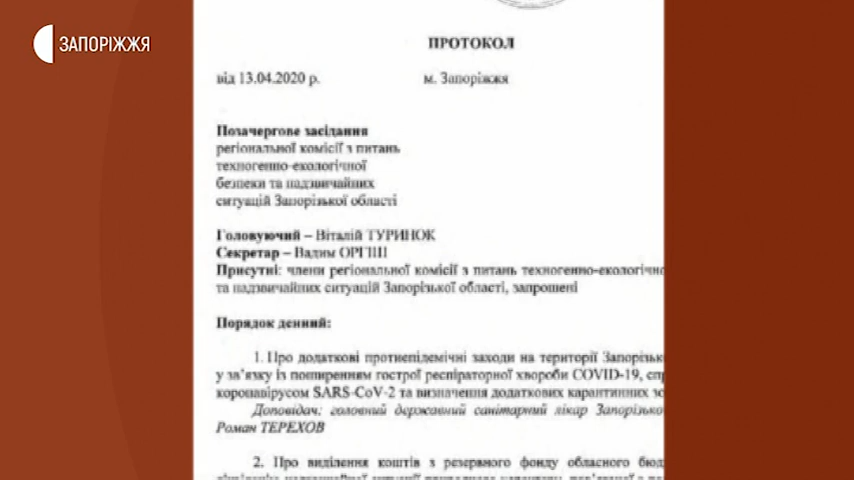 ЗАПОРІЖЖЯ
ПРОТОКОЛ
від 13.04.2020 р. м. Запоріжжя
Позачергове засідання
регіональної комісії з питань
техногенно-екологічної
безпеки та надзвичайних
ситуацій Запорізької області
Головуючий – Віталій ТУРИНОК
Секретар – Вадим
Присутні: члени регіональної комісії з питань техногенно-екологічно
та надзвичайних ситуацій Запорізької області, запрошені
Порядок денний:
1. Про додаткові протиепідемічні заходи на території Запорізько
у зв’язку із поширенням гострої респіраторної хвороби COVID-19, спр
коронавірусом SARS-CoV-2 та визначення додаткових карантинних зо
Доповідач: головний державний санітарний лікар Запорізько
Роман ТЕРЕХОВ
2. Про виділення коштів з резервного фонду обласного бюд